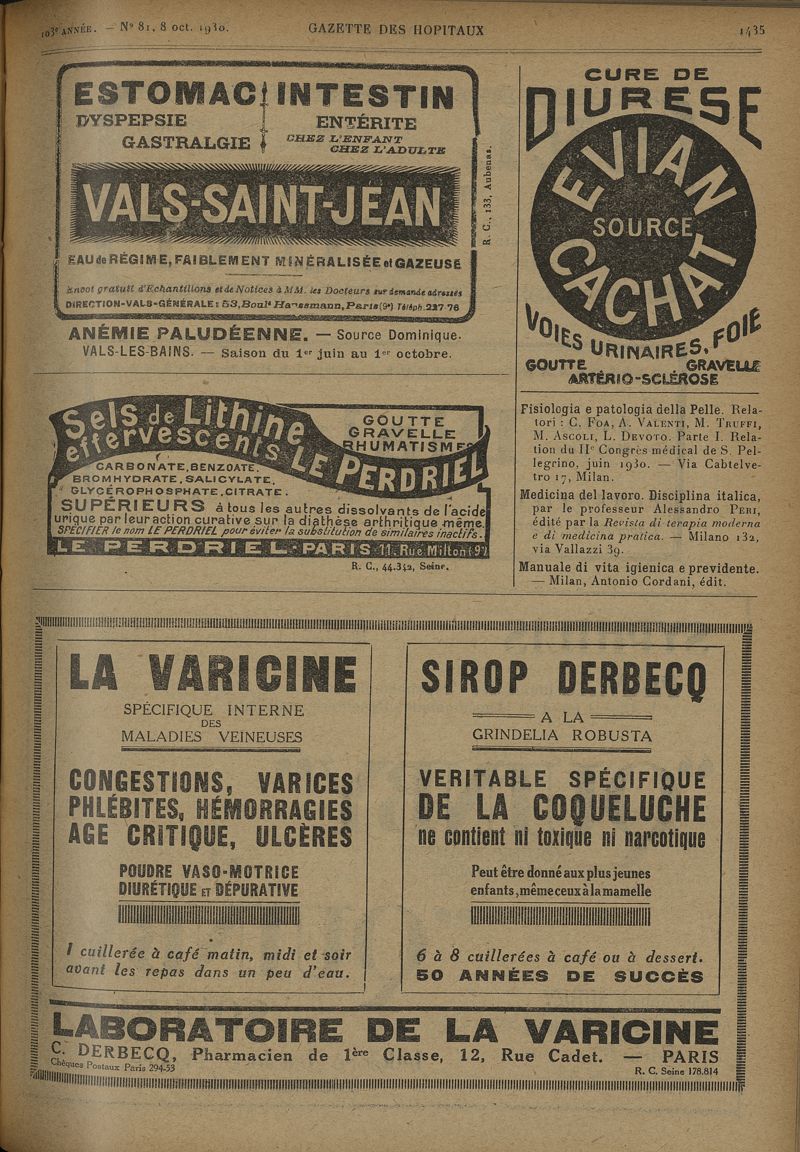 103e ANNÉE. — N° 81, 8 oct. 1930.
GAZETTE DES HOPITAUX
1435
ESTOMAC INTESTIN
DYSPEPSIE
GASTRALGIE
ENTÉRITE
CHEZ L'ENFANT
CHEZ L'ADULTE
VALS-SAINT-JEAN
EAU de RÉGIME, FAIBLEMENT MINÉRALISÉE et GAZEUSE
Envoi gratuit d'Echantillons et de Notices à MM. les Docteurs sur demande adressée
DIRECTION-VALS-GÉNÉRALE: 53, Boulᵈ Haussmann, Paris (9ᵉ) Téléph. 227-76
R. C., 133, Aubenas.
ANÉMIE PALUDÉENNE. — Source Dominique.
VALS-LES-BAINS. — Saison du 1er juin au 1er octobre.
Sels de Lithine
effervescents LE PERDRIEL
GOUTTE
GRAVELLE
RHUMATISMES
CARBONATE, BENZOATE.
BROMHYDRATE, SALICYLATE,
GLYCÉROPHOSPHATE, CITRATE.
SUPÉRIEURS à tous les autres dissolvants de l'acide
urique par leur action curative sur la diathèse arthritique même.
SPÉCIFIER le nom LE PERDRIEL pour éviter la substitution de similaires inactifs.
LE PERDRIEL - PARIS 11, Rue Milton (9e)
R. C., 44.342, Seine.
CURE DE
DIURESE
EVIAN
SOURCE
CACHAT
VOIES URINAIRES, FOIE
GOUTTE GRAVELLE
ARTÉRIO-SCLÉROSE
Fisiologia e patologia della Pelle. Rela-
tori : C. FOA, A. VALENTI, M. TRUFFI,
M. ASCOLI, L. DEVOTO. Parte I. Rela-
tion du IIe Congrès médical de S. Pel-
legrino, juin 1930. — Via Cabtelve-
tro 17, Milan.
Medicina del lavoro. Disciplina italica,
par le professeur Alessandro PERI,
édité par la Revista di terapia moderna
e di medicina pratica. — Milano 132,
via Vallazzi 39.
Manuale di vita igienica e previdente.
— Milan, Antonio Cordani, édit.
LA VARICINE
SPÉCIFIQUE INTERNE
DES
MALADIES VEINEUSES
CONGESTIONS, VARICES
PHLÉBITES, HÉMORRAGIES
AGE CRITIQUE, ULCÈRES
POUDRE VASO-MOTRICE
DIURÉTIQUE ET DÉPURATIVE
1 cuillerée à café matin, midi et soir
avant les repas dans un peu d'eau.
SIROP DERBECQ
A LA
GRINDELIA ROBUSTA
VERITABLE SPÉCIFIQUE
DE LA COQUELUCHE
ne contient ni toxique ni narcotique
Peut être donné aux plus jeunes
enfants, même ceux à la mamelle
6 à 8 cuillerées à café ou à dessert.
50 ANNÉES DE SUCCÈS
LABORATOIRE DE LA VARICINE
C. DERBECQ, Pharmacien de 1ère Classe, 12, Rue Cadet. — PARIS
Chèques Postaux Paris 294-53
R. C. Seine 178.814